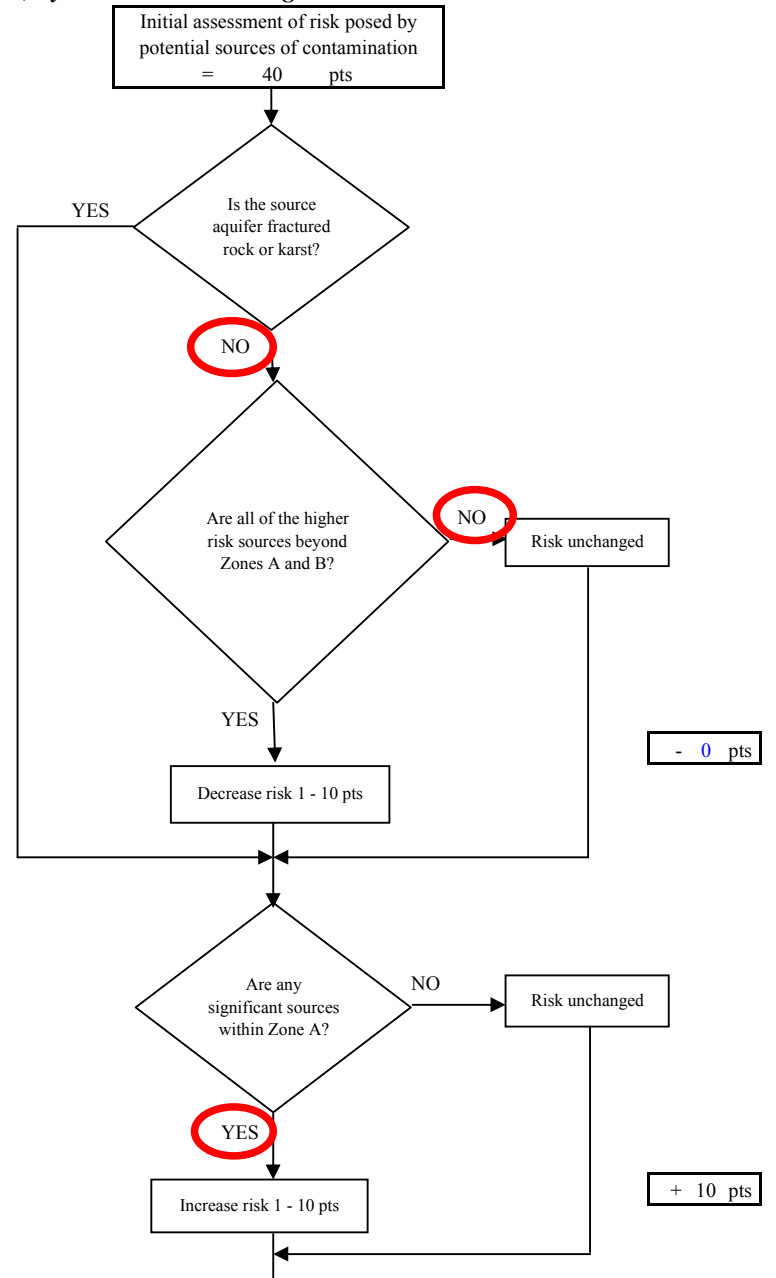 Initial assessment of risk posed by
potential sources of contamination
= 40 pts
YES
Is the source
aquifer fractured
rock or karst?
NO
Are all of the higher
risk sources beyond
Zones A and B?
NO
Risk unchanged
YES
- 0 pts
Decrease risk 1 - 10 pts
Are any
significant sources
within Zone A?
NO
Risk unchanged
YES
+ 10 pts
Increase risk 1 - 10 pts